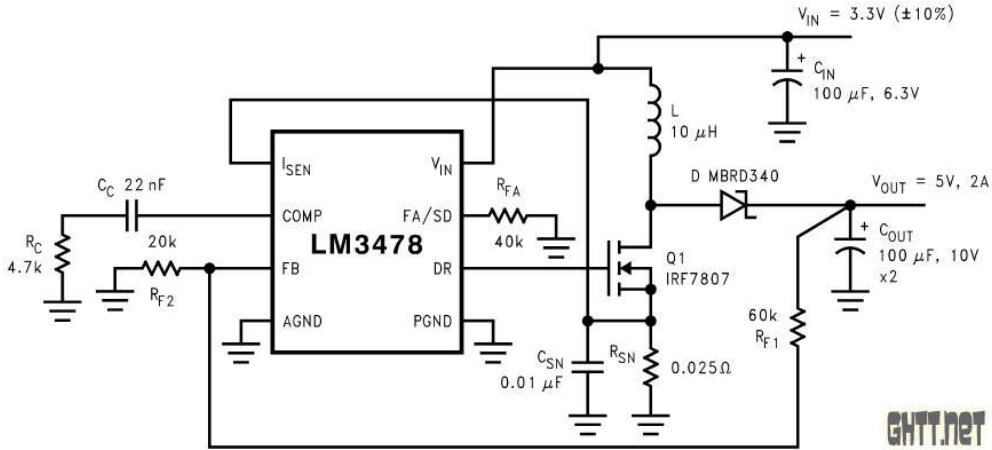 V_IN = 3.3V (±10%)
C_IN
100 μF, 6.3V
L
10 μH
I_SEN
V_IN
D MBRD340
V_OUT = 5V, 2A
C_C 22 nF
R_FA
COMP
FA/SD
C_OUT
100 μF, 10V
x2
R_C
4.7k
20k
LM3478
40k
Q1
IRF7807
FB
DR
R_F2
60k
R_F1
AGND
PGND
C_SN
0.01 μF
R_SN
0.025Ω
GHTT.NET